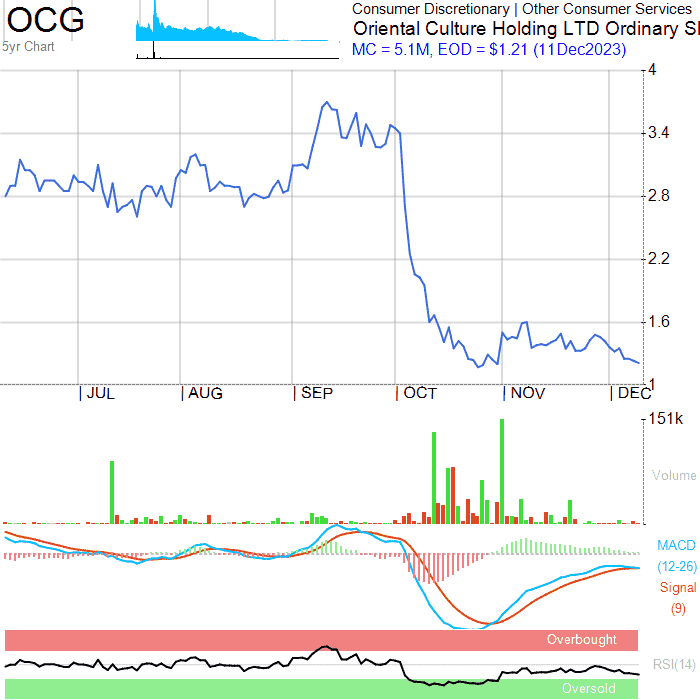 OCG
5yr Chart
Consumer Discretionary | Other Consumer Services
Oriental Culture Holding LTD Ordinary
MC = 5.1M, EOD = $1.21 (11Dec2023)
4
3.4
2.8
2.2
1.6
1
JUL AUG SEP OCT NOV DEC
151k
Volume
MACD
(12-26)
Signal
(9)
Overbought
RSI(14)
Oversold